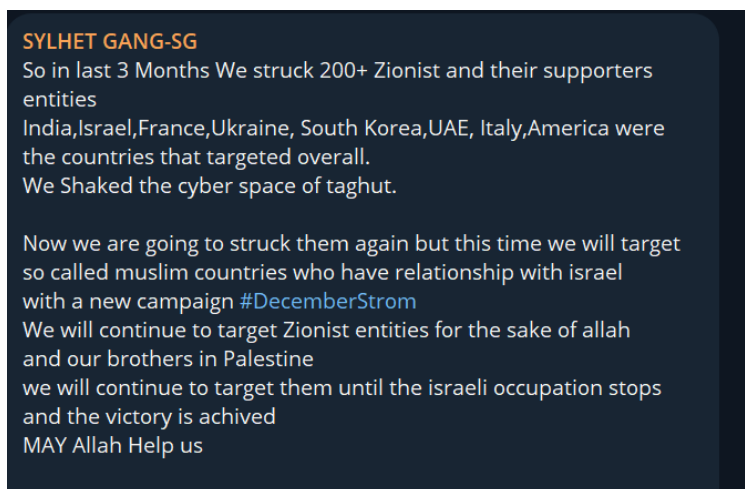 SYLHET GANG-SG
So in last 3 Months We struck 200+ Zionist and their supporters
entities
India,Israel,France,Ukraine, South Korea,UAE, Italy,America were
the countries that targeted overall.
We Shaked the cyber space of taghut.
Now we are going to struck them again but this time we will target
so called muslim countries who have relationship with israel
with a new campaign #DecemberStrom
We will continue to target Zionist entities for the sake of allah
and our brothers in Palestine
we will continue to target them until the israeli occupation stops
and the victory is achived
MAY Allah Help us